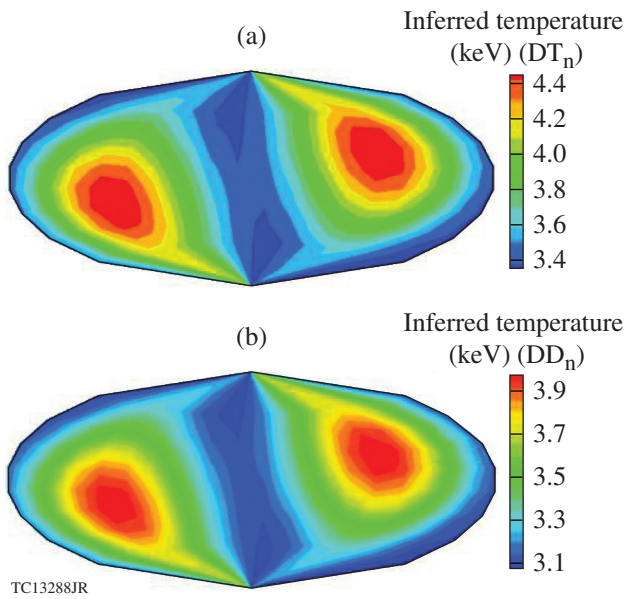 (a)
Inferred temperature
(keV) (DTn)
4.4
4.2
4.0
3.8
3.6
3.4
(b)
Inferred temperature
(keV) (DDn)
3.9
3.7
3.5
3.3
3.1
TC13288JR